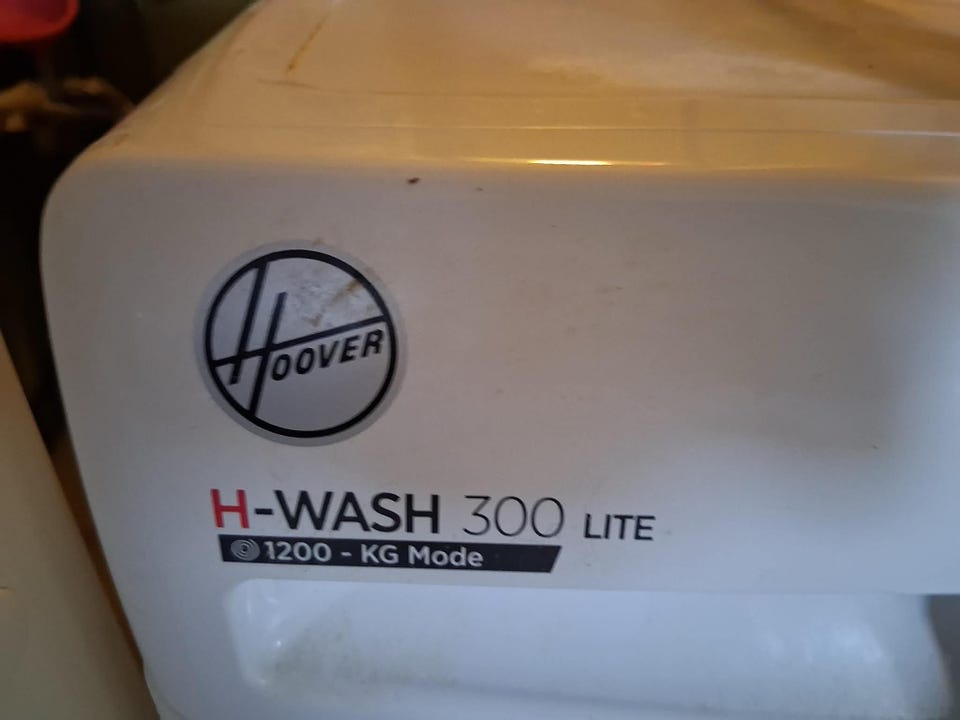 HOOVER
H-WASH 300 LITE
1200 - KG Mode